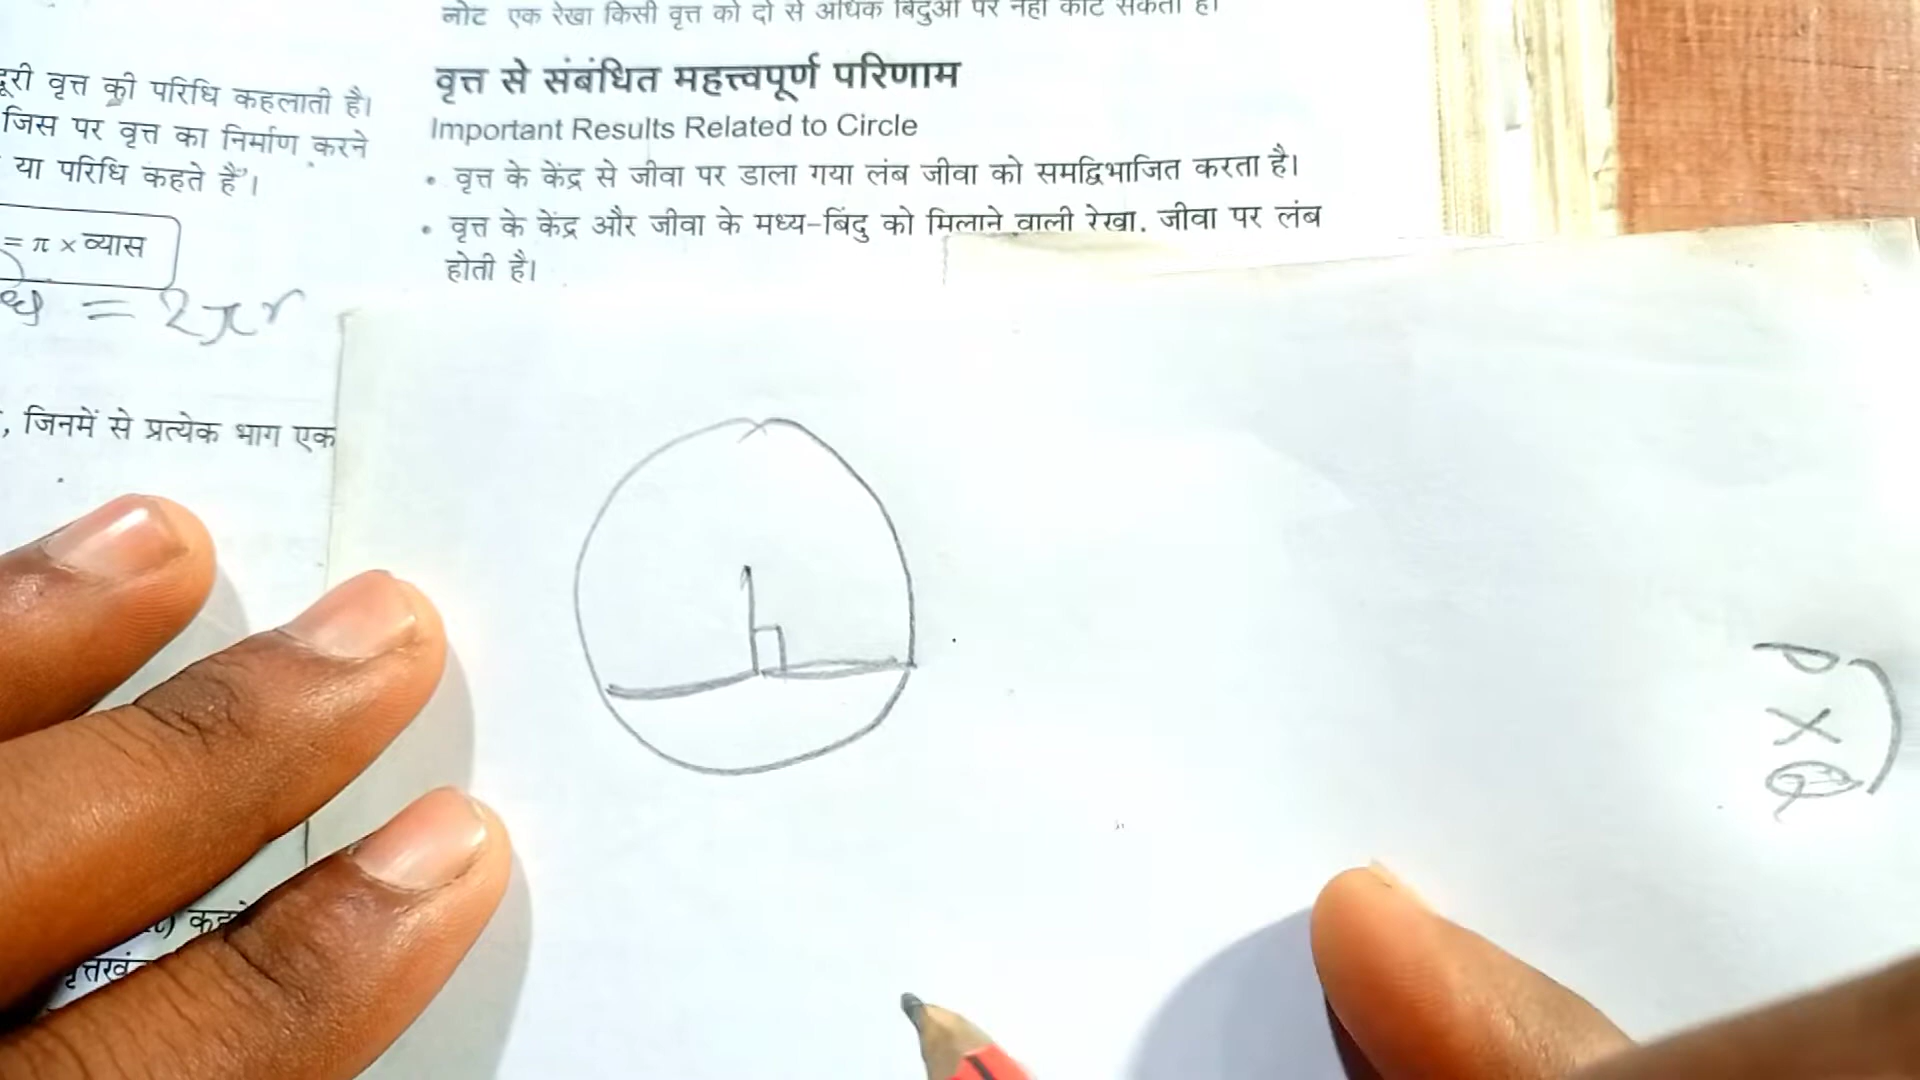 नोट एक रेखा किसी वृत्त को दो से अधिक बिंदुओं पर नहीं काट सकती है।
दूरी वृत्त की परिधि कहलाती है।
जिस पर वृत्त का निर्माण करने
या परिधि कहते हैं”।
= π × व्यास
= 2πr
, जिनमें से प्रत्येक भाग एक
वृत्तखं
वृत्त से संबंधित महत्त्वपूर्ण परिणाम
Important Results Related to Circle
• वृत्त के केंद्र से जीवा पर डाला गया लंब जीवा को समद्विभाजित करता है।
• वृत्त के केंद्र और जीवा के मध्य-बिंदु को मिलाने वाली रेखा. जीवा पर लंब
होती है।